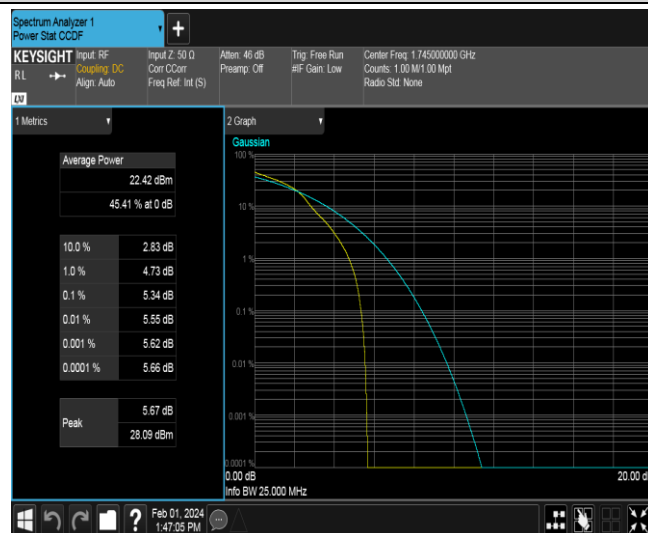 Spectrum Analyzer 1
Power Stat CCDF
+
KEYSIGHT
RL
Input: RF
Coupling: DC
Align: Auto
Input Z: 50 Ω
Corr CCorr
Freq Ref: Int (S)
Atten: 46 dB
Preamp: Off
Trig: Free Run
#IF Gain: Low
Center Freq: 1.745000000 GHz
Counts: 1.00 M/1.00 Mpt
Radio Std: None
1 Metrics
Average Power
22.42 dBm
45.41 % at 0 dB
10.0 % 2.83 dB
1.0 % 4.73 dB
0.1 % 5.34 dB
0.01 % 5.55 dB
0.001 % 5.62 dB
0.0001 % 5.66 dB
Peak
5.67 dB
28.09 dBm
2 Graph
Gaussian
100 %
10 %
1 %
0.1 %
0.01 %
0.001 %
0.0001 %
0.00 dB
20.00 d
Info BW 25.000 MHz
?
Feb 01, 2024
1:47:05 PM